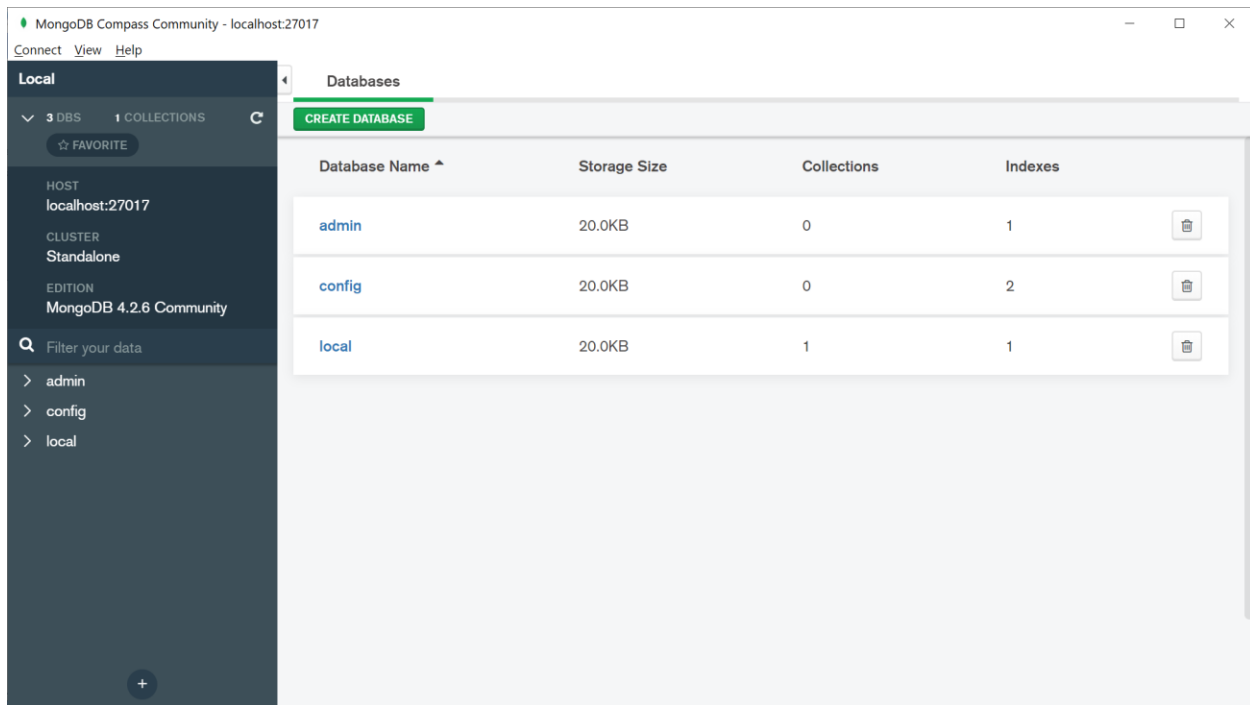 MongoDB Compass Community - localhost:27017
Connect View Help
Local
3 DBS 1 COLLECTIONS
FAVORITE
HOST
localhost:27017
CLUSTER
Standalone
EDITION
MongoDB 4.2.6 Community
Filter your data
admin
config
local
Databases
CREATE DATABASE
Database Name Storage Size Collections Indexes
admin 20.0KB 0 1
config 20.0KB 0 2
local 20.0KB 1 1